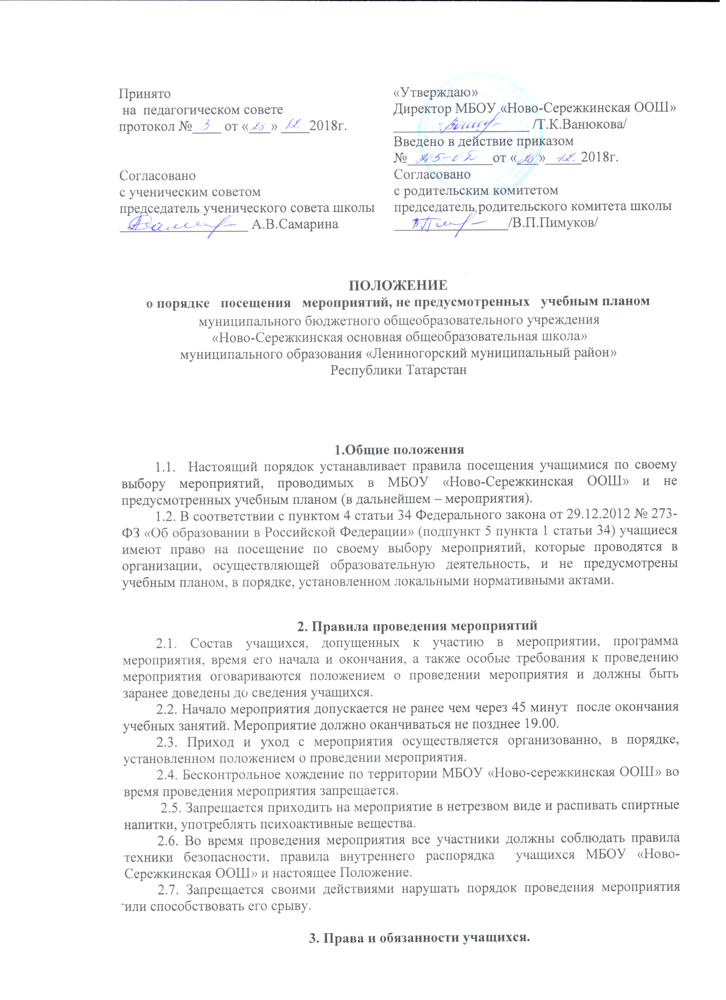 Принято
на педагогическом совете
протокол № 3 от «28» 12. 2018г.
«Утверждаю»
Директор МБОУ «Ново-Сережкинская ООШ»
/Т.К.Ванюкова/
Введено в действие приказом
№ от «28» 12. 2018г.
Согласовано
с ученическим советом
председатель ученического совета школы
А.В.Самарина
Согласовано
с родительским комитетом
председатель родительского комитета школы
/В.П.Пимуков/
ПОЛОЖЕНИЕ
о порядке посещения мероприятий, не предусмотренных учебным планом
муниципального бюджетного общеобразовательного учреждения
«Ново-Сережкинская основная общеобразовательная школа»
муниципального образования «Лениногорский муниципальный район»
Республики Татарстан
1.Общие положения
1.1. Настоящий порядок устанавливает правила посещения учащимися по своему
выбору мероприятий, проводимых в МБОУ «Ново-Сережкинская ООШ» и не
предусмотренных учебным планом (в дальнейшем – мероприятия).
1.2. В соответствии с пунктом 4 статьи 34 Федерального закона от 29.12.2012 № 273-
ФЗ «Об образовании в Российской Федерации» (подпункт 5 пункта 1 статьи 34) учащиеся
имеют право на посещение по своему выбору мероприятий, которые проводятся в
организации, осуществляющей образовательную деятельность, и не предусмотрены
учебным планом, в порядке, установленном локальными нормативными актами.
2. Правила проведения мероприятий
2.1. Состав учащихся, допущенных к участию в мероприятии, программа
мероприятия, время его начала и окончания, а также особые требования к проведению
мероприятия оговариваются положением о проведении мероприятия и должны быть
заранее доведены до сведения учащихся.
2.2. Начало мероприятия допускается не ранее чем через 45 минут после окончания
учебных занятий. Мероприятие должно оканчиваться не позднее 19.00.
2.3. Приход и уход с мероприятия осуществляется организованно, в порядке,
установленном положением о проведении мероприятия.
2.4. Бесконтрольное хождение по территории МБОУ «Ново-сережкинская ООШ» во
время проведения мероприятия запрещается.
2.5. Запрещается приходить на мероприятие в нетрезвом виде и распивать спиртные
напитки, употреблять психоактивные вещества.
2.6. Во время проведения мероприятия все участники должны соблюдать правила
техники безопасности, правила внутреннего распорядка учащихся МБОУ «Ново-
Сережкинская ООШ» и настоящее Положение.
2.7. Запрещается своими действиями нарушать порядок проведения мероприятия
или способствовать его срыву.
3. Права и обязанности учащихся.